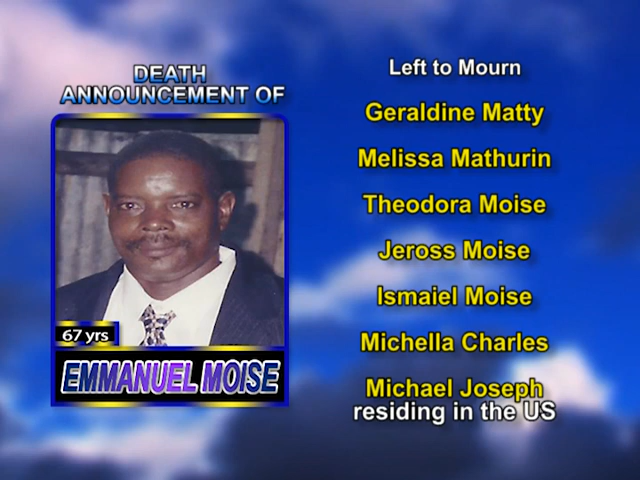 DEATH
ANNOUNCEMENT OF
67 yrs
EMMANUEL MOISE
Left to Mourn
Geraldine Matty
Melissa Mathurin
Theodora Moise
Jeross Moise
Ismaiel Moise
Michella Charles
Michael Joseph
residing in the US